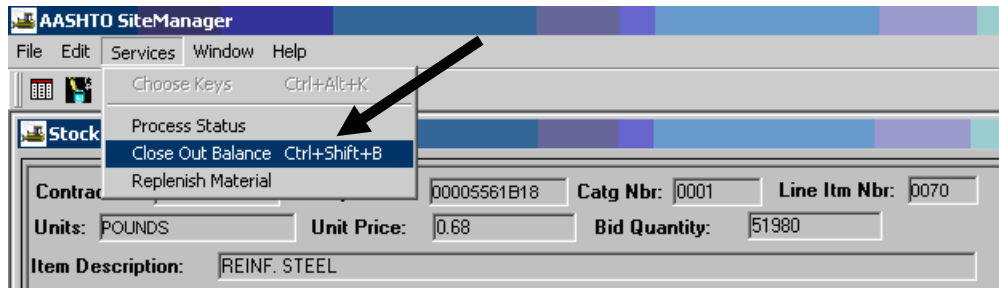 AASHTO SiteManager
File Edit Services Window Help
Choose Keys Ctrl+Alt+K
Process Status
Stock
Close Out Balance Ctrl+Shift+B
Replenish Material
Contrac 00005561B18 Catg Nbr: 0001 Line Itm Nbr: 0070
Units: POUNDS Unit Price: 0.68 Bid Quantity: 51980
Item Description: REINF. STEEL